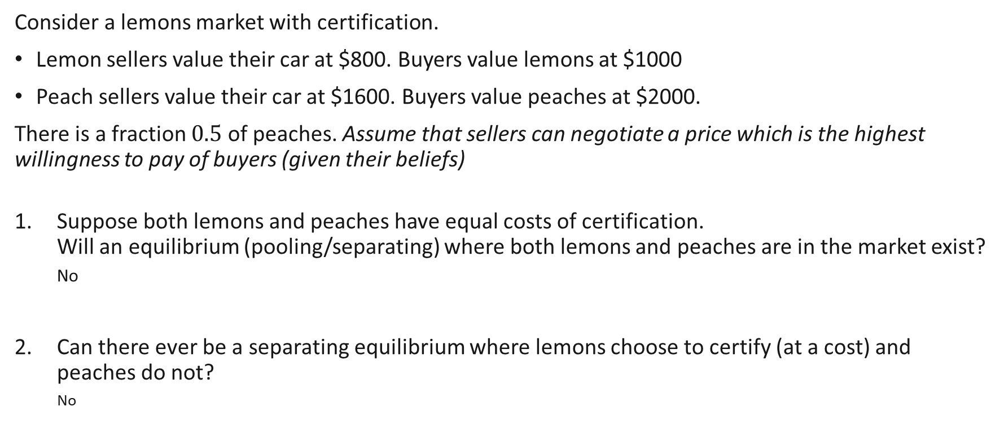 Consider a lemons market with certification.
• Lemon sellers value their car at $800. Buyers value lemons at $1000
• Peach sellers value their car at $1600. Buyers value peaches at $2000.
There is a fraction 0.5 of peaches. Assume that sellers can negotiate a price which is the highest
willingness to pay of buyers (given their beliefs)
1. Suppose both lemons and peaches have equal costs of certification.
Will an equilibrium (pooling/separating) where both lemons and peaches are in the market exist?
No
2. Can there ever be a separating equilibrium where lemons choose to certify (at a cost) and
peaches do not?
No